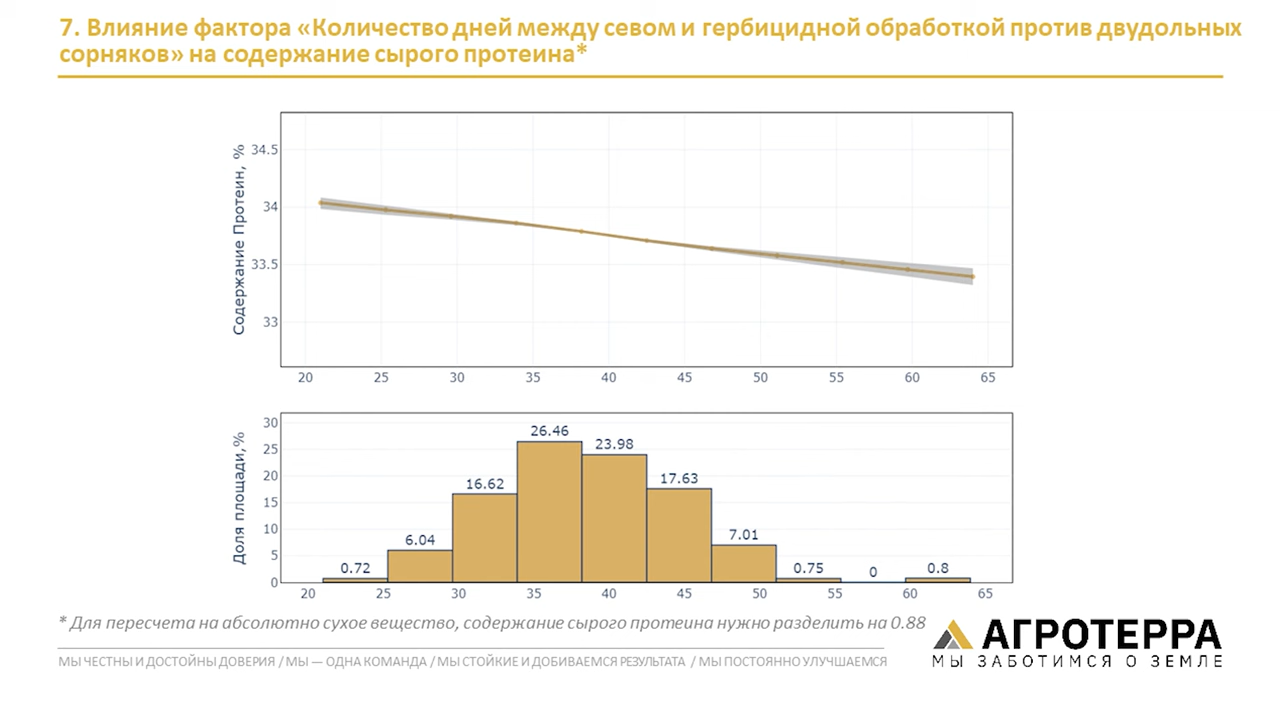 7. Влияние фактора «Количество дней между севом и гербицидной обработкой против двудольных
сорняков» на содержание сырого протеина*
Содержание Протеин, %
34.5
34
33.5
33
20 25 30 35 40 45 50 55 60 65
Доля площади,%
30
25
20
15
10
5
0
0.72 6.04 16.62 26.46 23.98 17.63 7.01 0.75 0 0.8
20 25 30 35 40 45 50 55 60 65
* Для пересчета на абсолютно сухое вещество, содержание сырого протеина нужно разделить на 0.88
МЫ ЧЕСТНЫ И ДОСТОЙНЫ ДОВЕРИЯ / МЫ — ОДНА КОМАНДА / МЫ СТОЙКИЕ И ДОБИВАЕМСЯ РЕЗУЛЬТАТА / МЫ ПОСТОЯННО УЛУЧШАЕМСЯ
АГРОТЕРРА
МЫ ЗАБОТИМСЯ О ЗЕМЛЕ